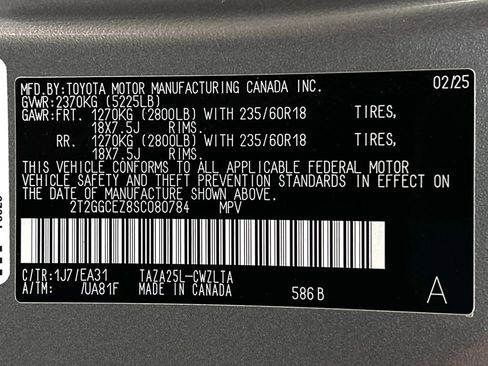 MFD.BY:TOYOTA MOTOR MANUFACTURING CANADA INC. 02/25
GVWR:2370KG (5225LB)
GAWR:FRT. 1270KG (2800LB) WITH 235/60R18 TIRES,
18X7.5J RIMS.
RR. 1270KG (2800LB) WITH 235/60R18 TIRES,
18X7.5J RIMS.
THIS VEHICLE CONFORMS TO ALL APPLICABLE FEDERAL MOTOR
VEHICLE SAFETY AND THEFT PREVENTION STANDARDS IN EFFECT ON
THE DATE OF MANUFACTURE SHOWN ABOVE.
2T2GGCEZ8SC080784 MPV
C/TR:1J7/EA31 TAZA25L-CWZLTA
A/TM: /UA81F MADE IN CANADA 586B A